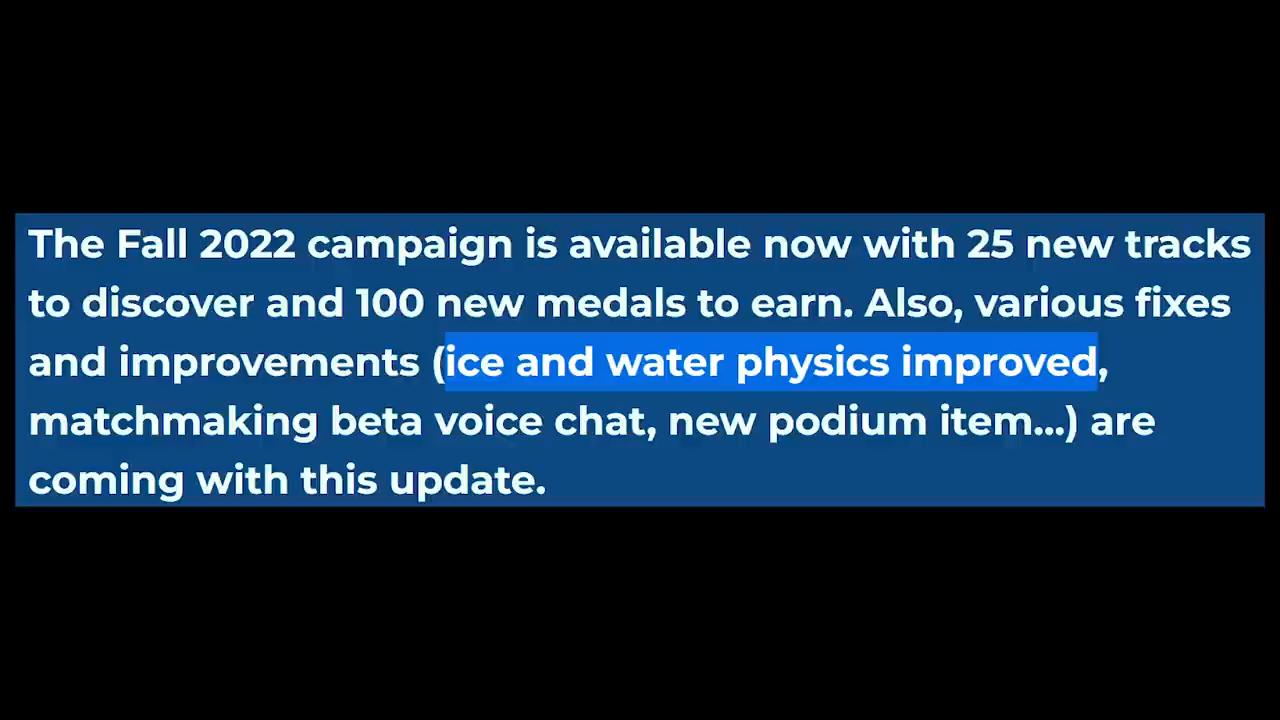 The Fall 2022 campaign is available now with 25 new tracks
to discover and 100 new medals to earn. Also, various fixes
and improvements (ice and water physics improved,
matchmaking beta voice chat, new podium item...) are
coming with this update.